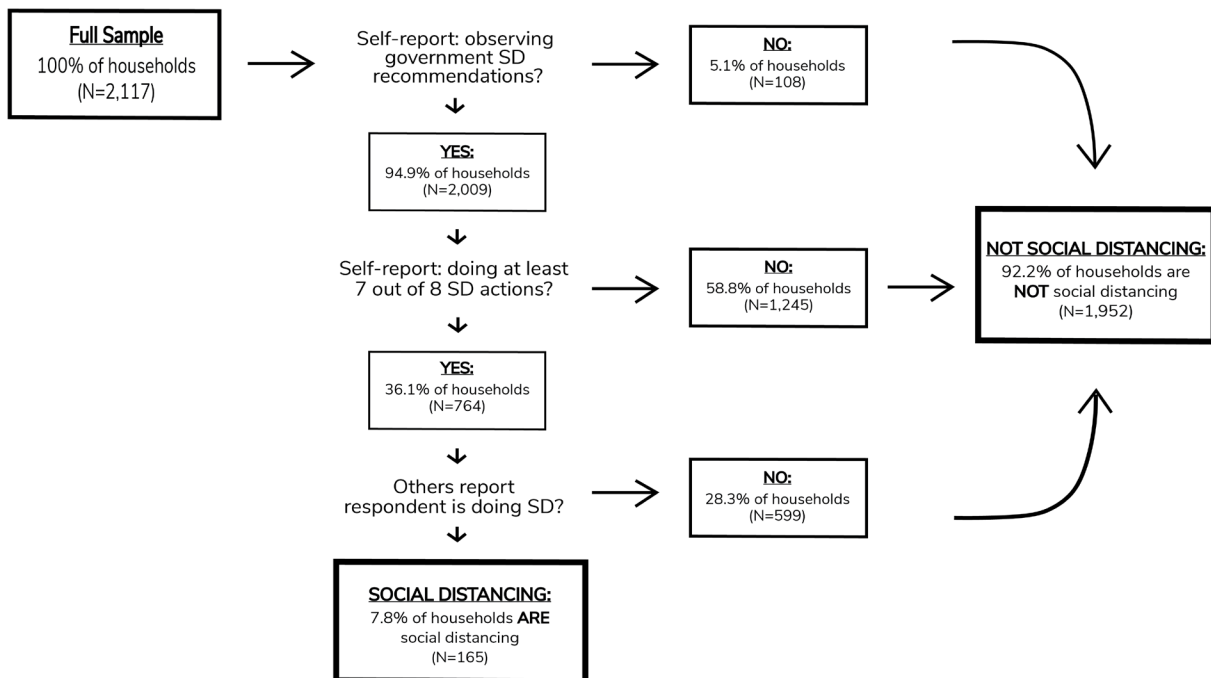 Full Sample
100% of households
(N=2,117)
Self-report: observing
government SD
recommendations?
NO:
5.1% of households
(N=108)
YES:
94.9% of households
(N=2,009)
Self-report: doing at least
7 out of 8 SD actions?
NO:
58.8% of households
(N=1,245)
NOT SOCIAL DISTANCING:
92.2% of households are
NOT social distancing
(N=1,952)
YES:
36.1% of households
(N=764)
Others report
respondent is doing SD?
NO:
28.3% of households
(N=599)
SOCIAL DISTANCING:
7.8% of households ARE
social distancing
(N=165)